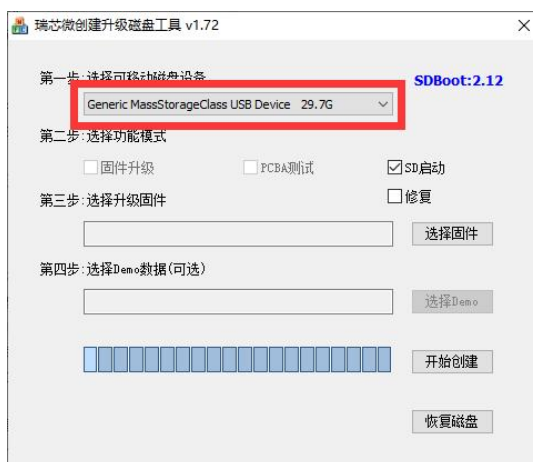 瑞芯微创建升级磁盘工具 v1.72
第一步:选择可移动磁盘设备
SDBoot:2.12
Generic MassStorageClass USB Device 29.7G
第二步:选择功能模式
固件升级
PCBA测试
SD启动
修复
第三步:选择升级固件
选择固件
第四步:选择Demo数据(可选)
选择Demo
开始创建
恢复磁盘